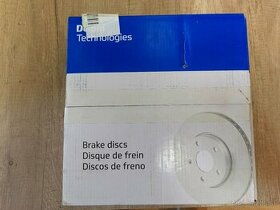 Technologies
Brake discs
Disque de frein
Discos de freno